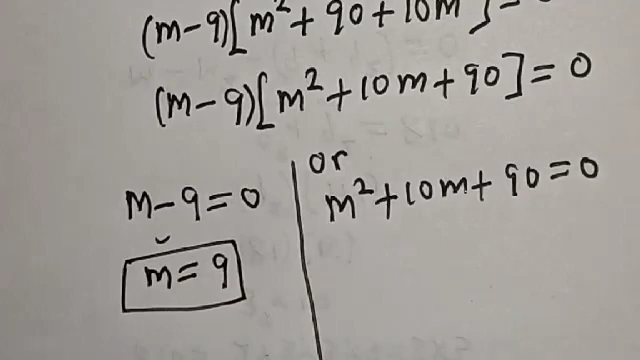 (m-9)[m² + 90 + 10m]=
(m-9)[m² + 10m + 90] = 0
or
m-9=0
m² + 10m + 90 = 0
m = 9